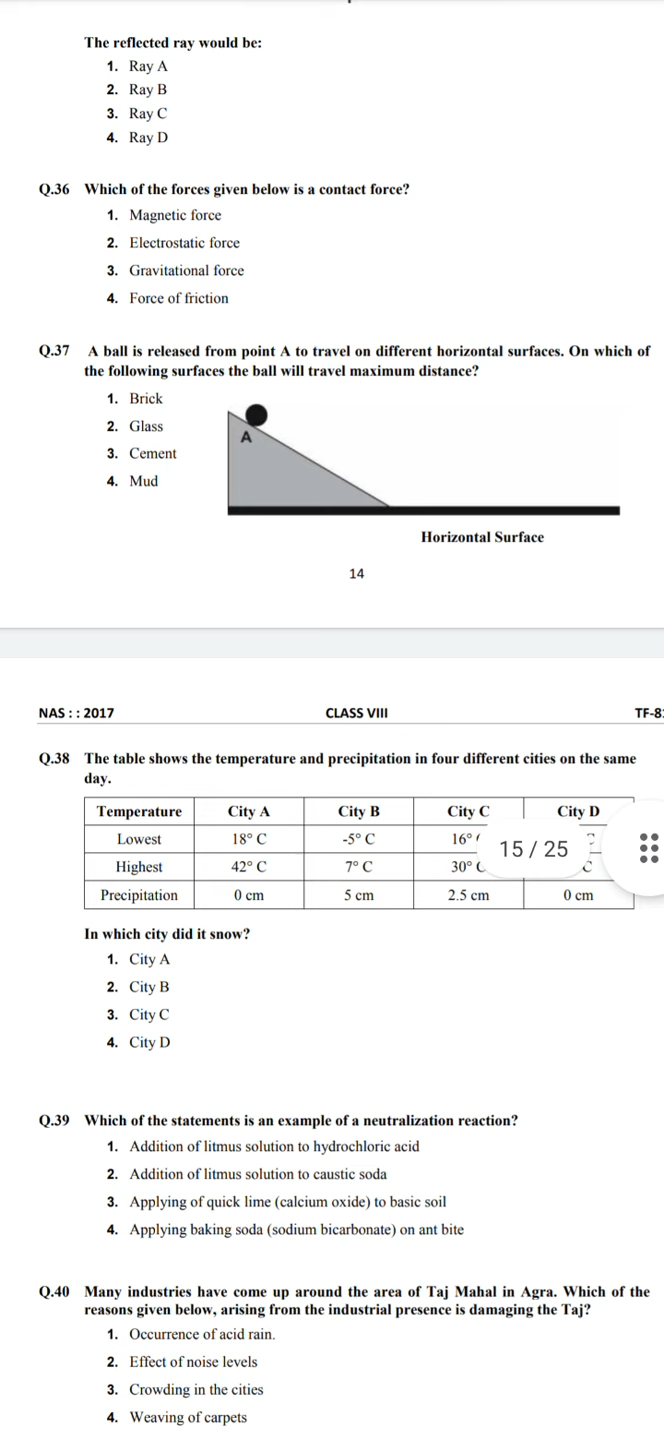 The reflected ray would be:
1. Ray A
2. Ray B
3. Ray C
4. Ray D
Q.36 Which of the forces given below is a contact force?
1. Magnetic force
2. Electrostatic force
3. Gravitational force
4. Force of friction
Q.37 A ball is released from point A to travel on different horizontal surfaces. On which of
the following surfaces the ball will travel maximum distance?
1. Brick
2. Glass
3. Cement
4. Mud
A
Horizontal Surface
14
NAS : : 2017 CLASS VIII
Q.38 The table shows the temperature and precipitation in four different cities on the same
day.
Temperature City A City B City C City D
Lowest 18° C -5° C 16°
Highest 42° C 7° C 30° C
15 / 25
Precipitation 0 cm 5 cm 2.5 cm 0 cm
In which city did it snow?
1. City A
2. City B
3. City C
4. City D
Q.39 Which of the statements is an example of a neutralization reaction?
1. Addition of litmus solution to hydrochloric acid
2. Addition of litmus solution to caustic soda
3. Applying of quick lime (calcium oxide) to basic soil
4. Applying baking soda (sodium bicarbonate) on ant bite
Q.40 Many industries have come up around the area of Taj Mahal in Agra. Which of the
reasons given below, arising from the industrial presence is damaging the Taj?
1. Occurrence of acid rain.
2. Effect of noise levels
3. Crowding in the cities
4. Weaving of carpets